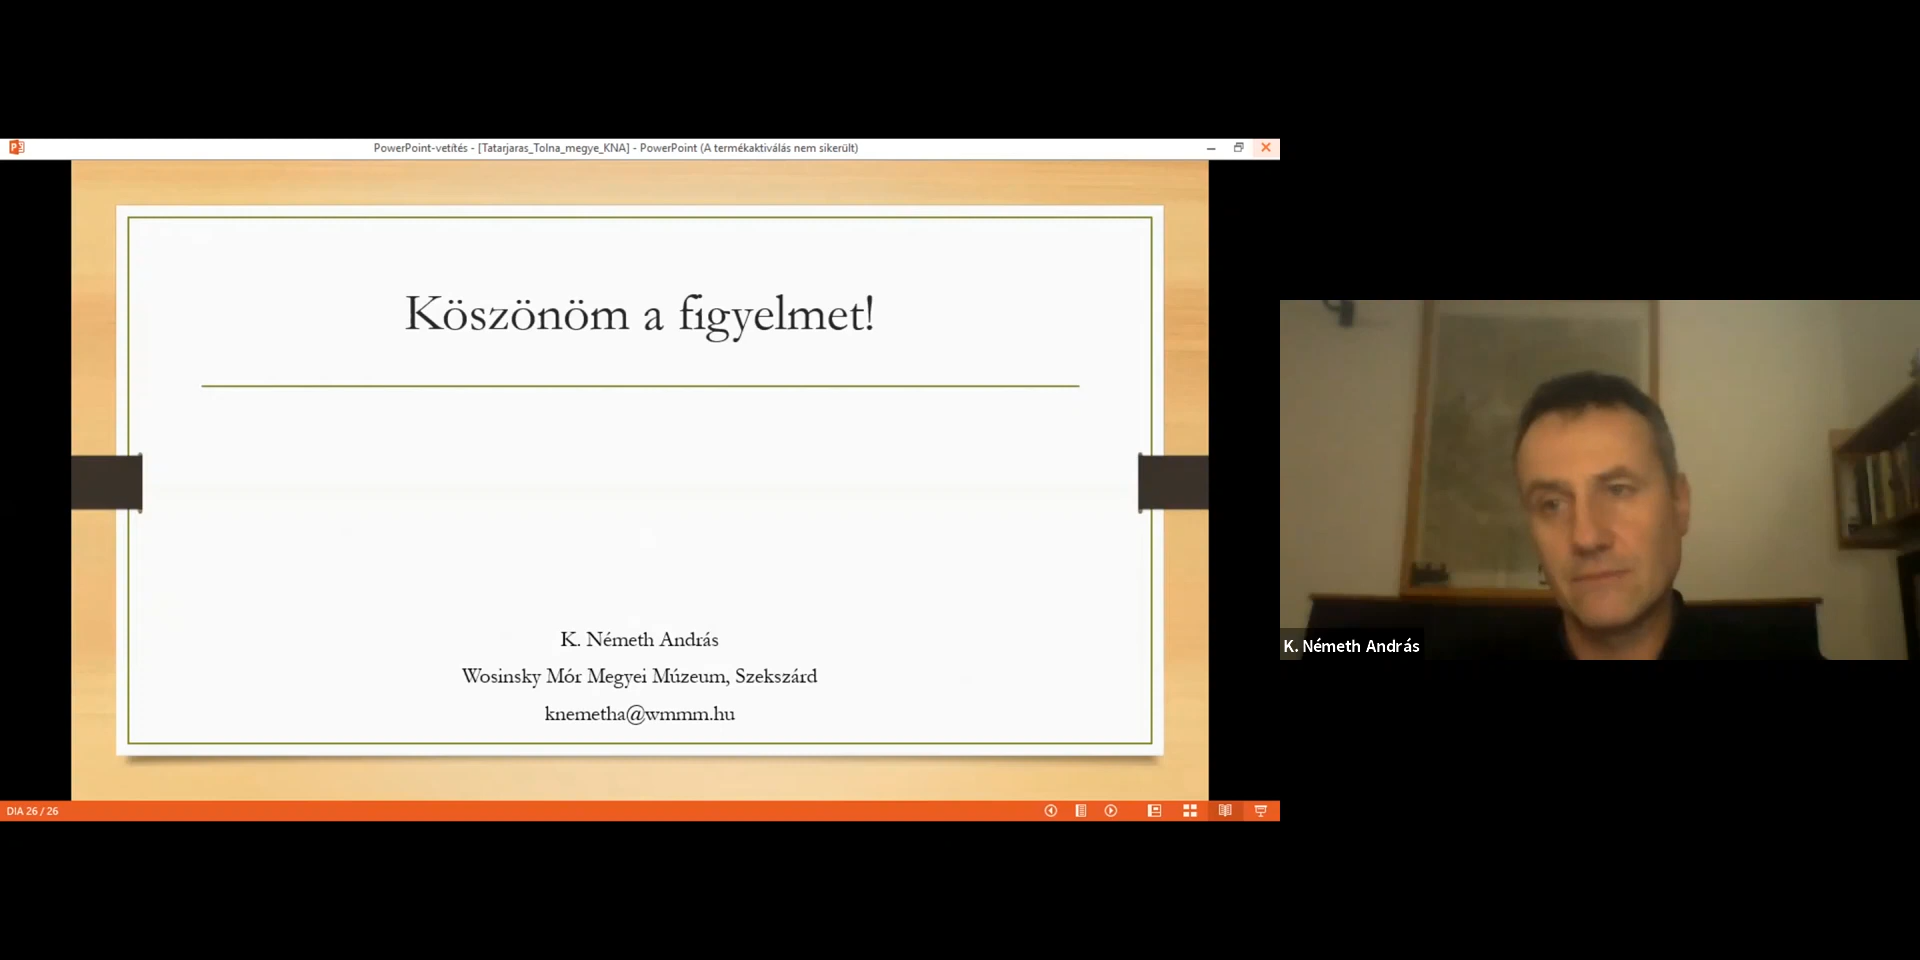 PowerPoint-vetítés - [Tatarjaras_Tolna_megye_KNA] - PowerPoint (A termékaktiválás nem sikerült)
Köszönöm a figyelmet!
K. Németh András
Wosinsky Mór Megyei Múzeum, Szekszárd
knemetha@wmmm.hu
K. Németh András
DIA 26 / 26